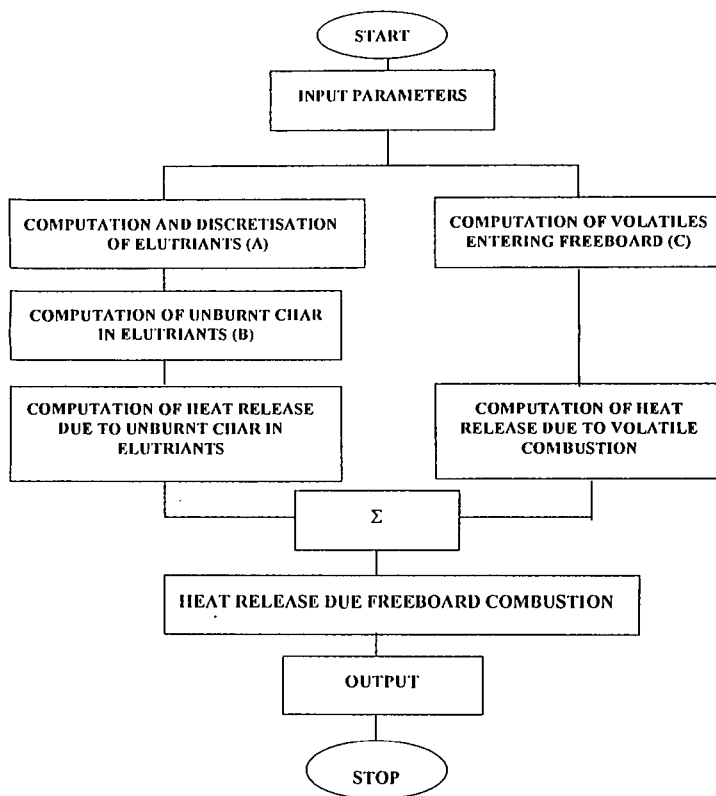 START
INPUT PARAMETERS
COMPUTATION AND DISCRETISATION
OF ELUTRIANTS (A)
COMPUTATION OF UNBURNT CHAR
IN ELUTRIANTS (B)
COMPUTATION OF HEAT RELEASE
DUE TO UNBURNT CHAR IN
ELUTRIANTS
COMPUTATION OF VOLATILES
ENTERING FREEBOARD (C)
COMPUTATION OF HEAT
RELEASE DUE TO VOLATILE
COMBUSTION
Σ
HEAT RELEASE DUE FREEBOARD COMBUSTION
OUTPUT
STOP